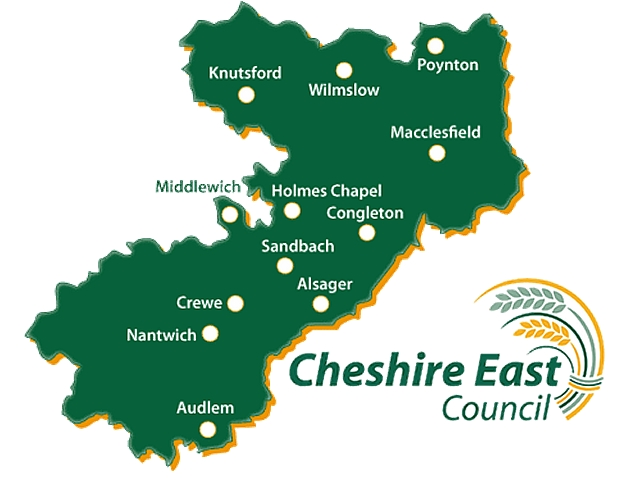 Poynton
Knutsford
Wilmslow
Macclesfield
Middlewich
Holmes Chapel
Congleton
Sandbach
Alsager
Crewe
Nantwich
Cheshire East
Council
Audlem